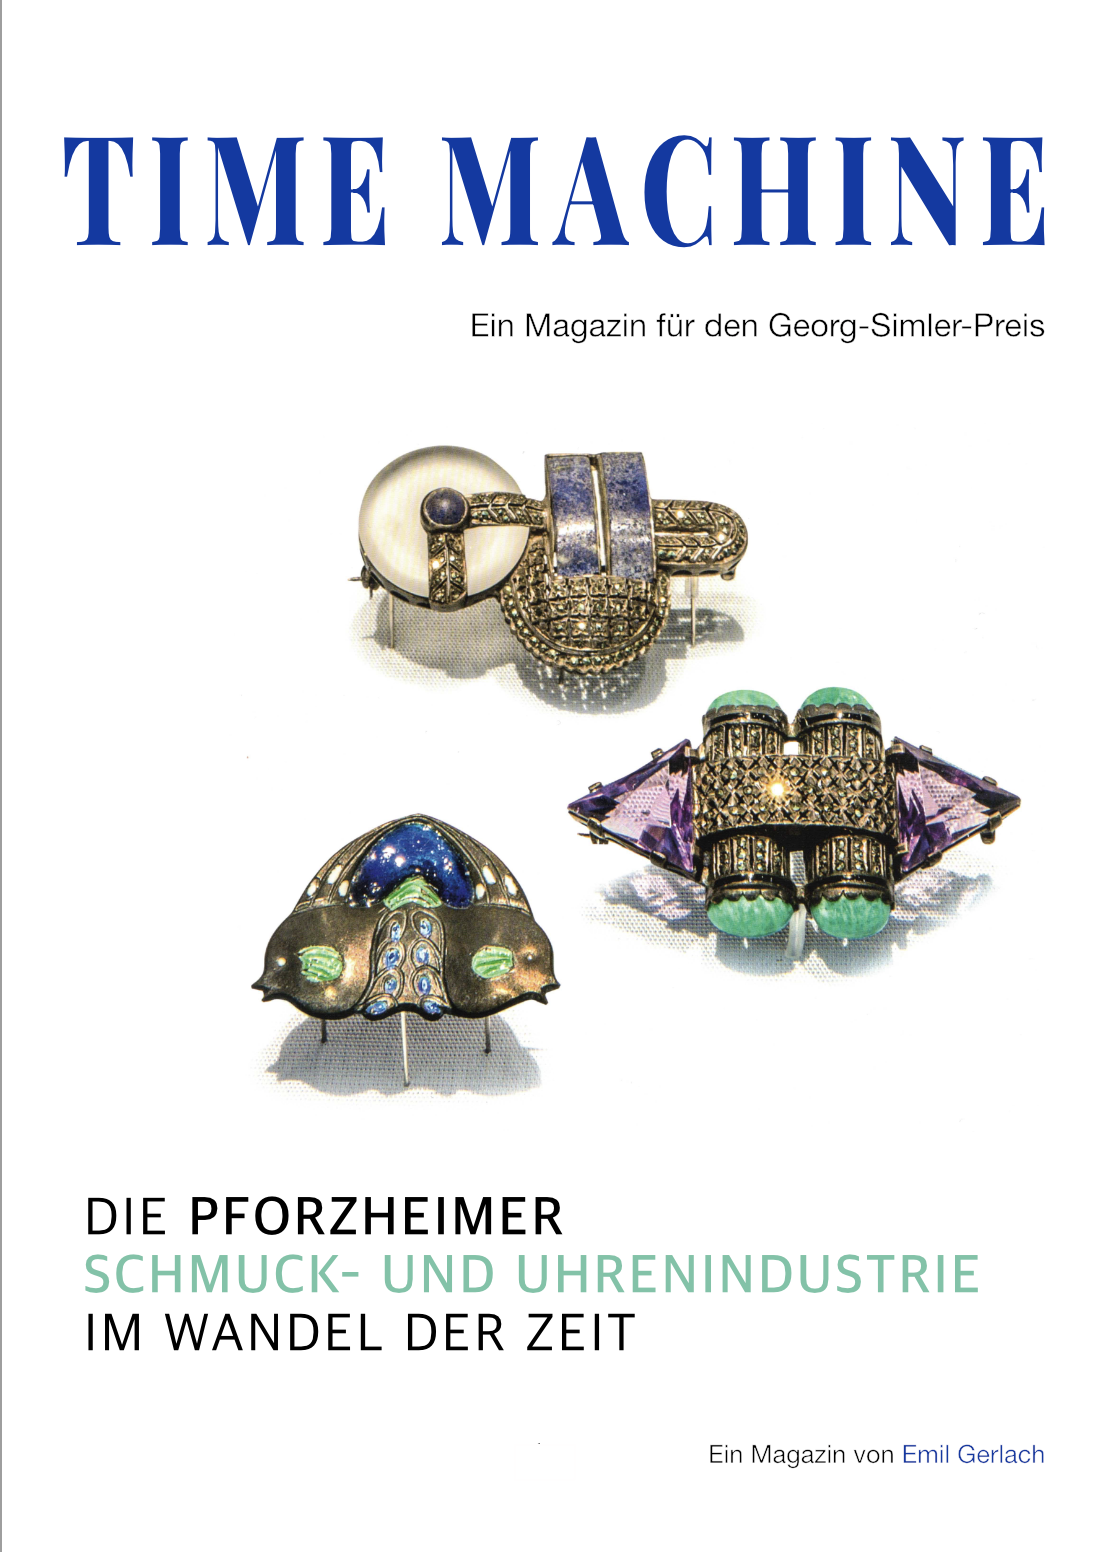 TIME MACHINE
Ein Magazin für den Georg-Simler-Preis
DIE PFORZHEIMER
SCHMUCK- UND UHRENINDUSTRIE
IM WANDEL DER ZEIT
Ein Magazin von Emil Gerlach